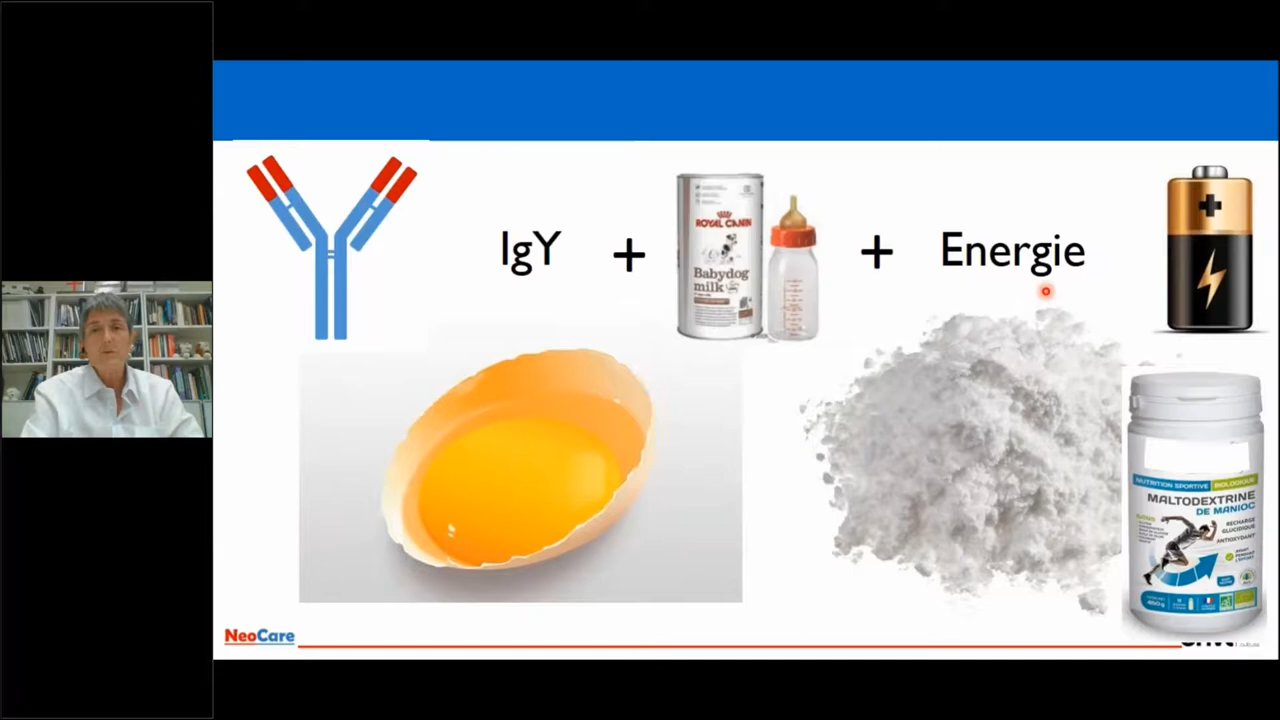 IgY + + Energie
ROYAL CANIN
Babydog
milk
NUTRITION SPORTIVE BIOLOGIQUE
MALTODEXTRINE
DE MANIOC
RECHARGE
GLUCIDIQUE
ANTIOXYDANT
NeoCare